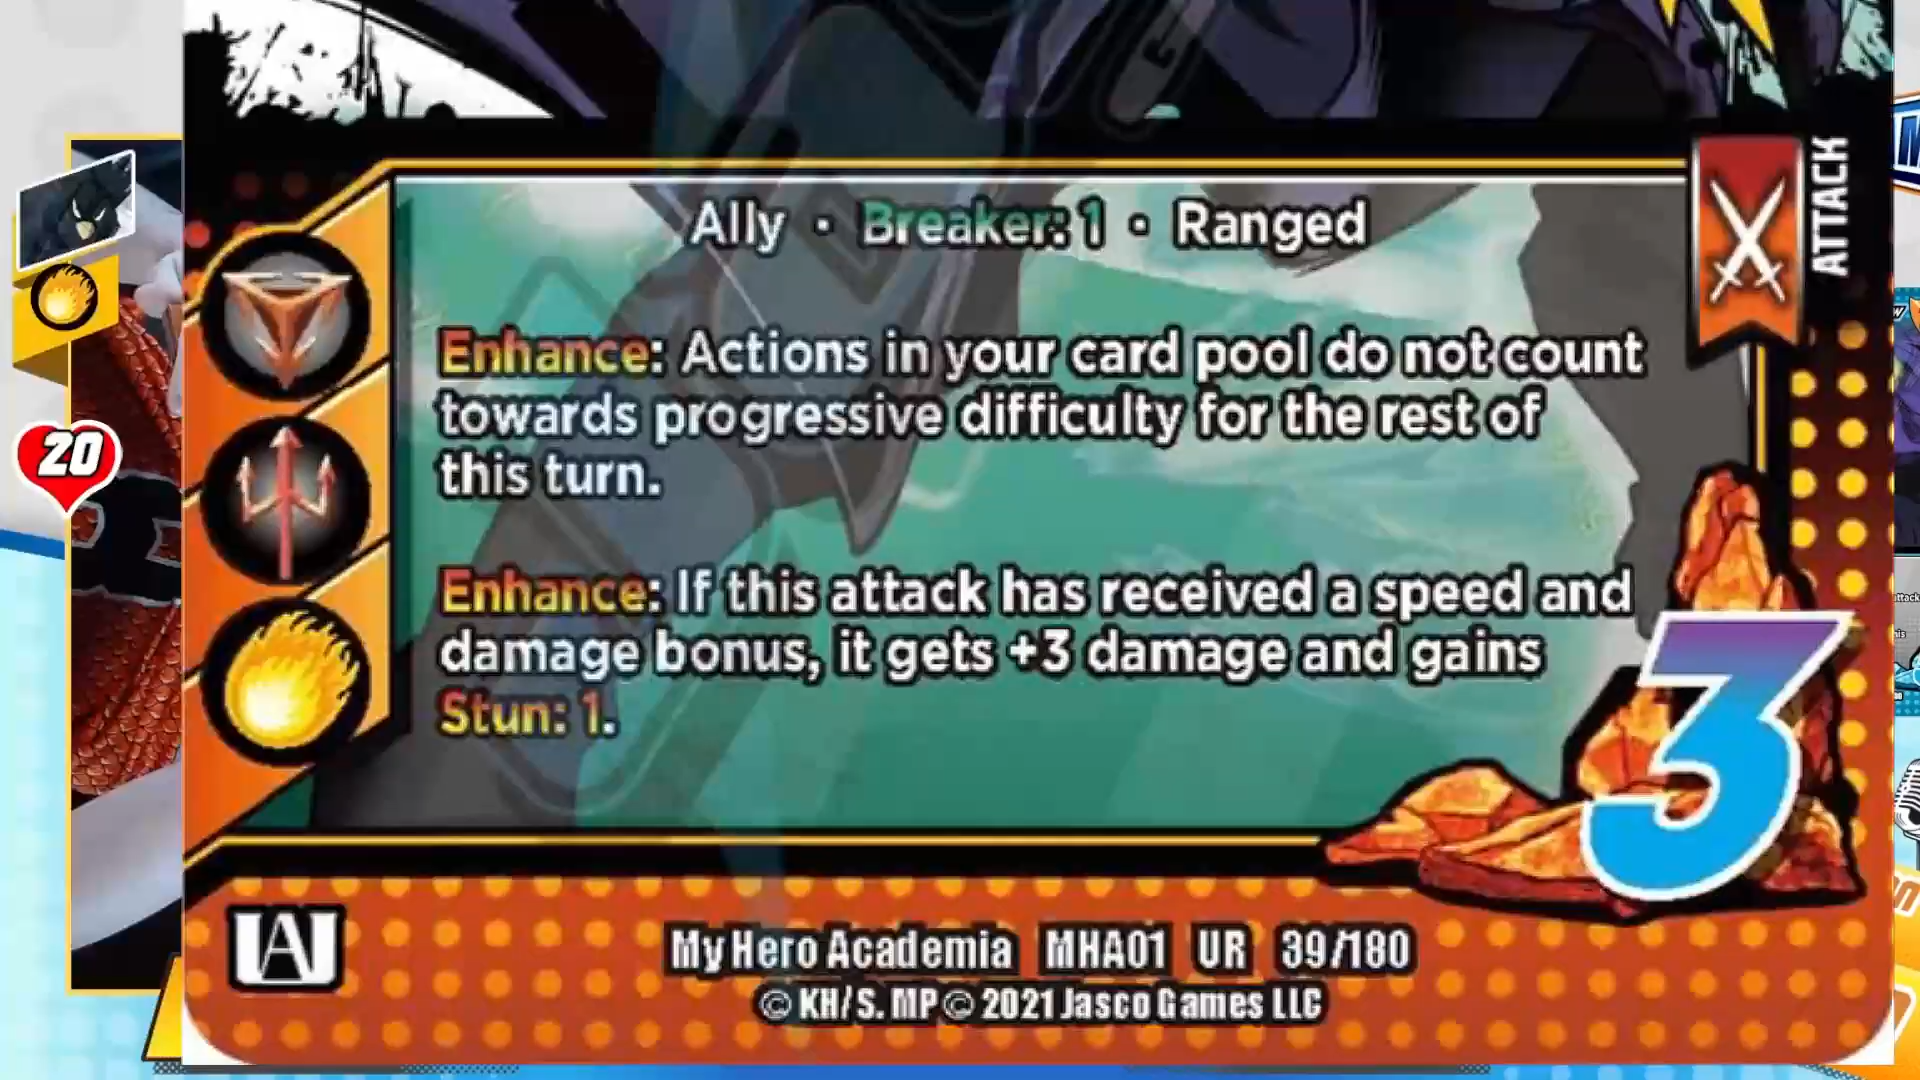 Ally · Breaker: 1 · Ranged
ATTACK
Enhance: Actions in your card pool do not count
towards progressive difficulty for the rest of
this turn.
20
Enhance: If this attack has received a speed and
damage bonus, it gets +3 damage and gains
Stun: 1.
3
UA
My Hero Academia MHA01 UR 39/180
© KH/S. MP © 2021 Jasco Games LLC